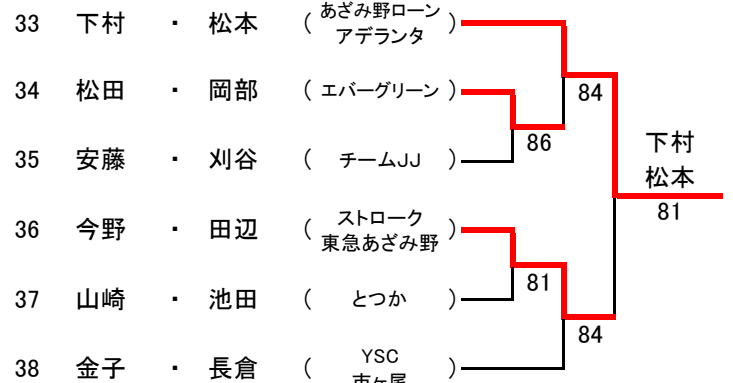 33 下村 ・ 松本 ( あざみ野ローン アデランタ )
84
34 松田 ・ 岡部 ( エバーグリーン )
86
35 安藤 ・ 刈谷 ( チームJJ )
下村
松本
81
36 今野 ・ 田辺 ( ストローク 東急あざみ野 )
81
37 山崎 ・ 池田 ( とつか )
84
38 金子 ・ 長倉 ( YSC )